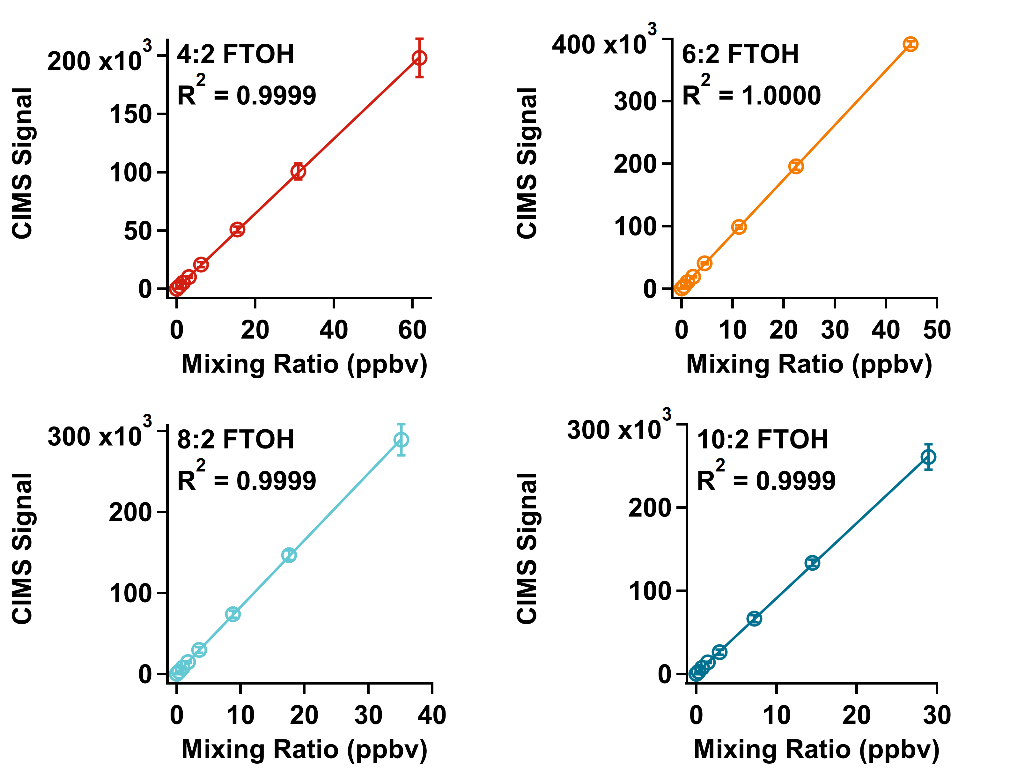 4:2 FTOH
R² = 0.9999
CIMS Signal
200 x10³
150
100
50
0
0 20 40 60
Mixing Ratio (ppbv)
6:2 FTOH
R² = 1.0000
CIMS Signal
400 x10³
300
200
100
0
0 10 20 30 40 50
Mixing Ratio (ppbv)
8:2 FTOH
R² = 0.9999
CIMS Signal
300 x10³
200
100
0
0 10 20 30 40
Mixing Ratio (ppbv)
10:2 FTOH
R² = 0.9999
CIMS Signal
300 x10³
200
100
0
0 10 20 30
Mixing Ratio (ppbv)